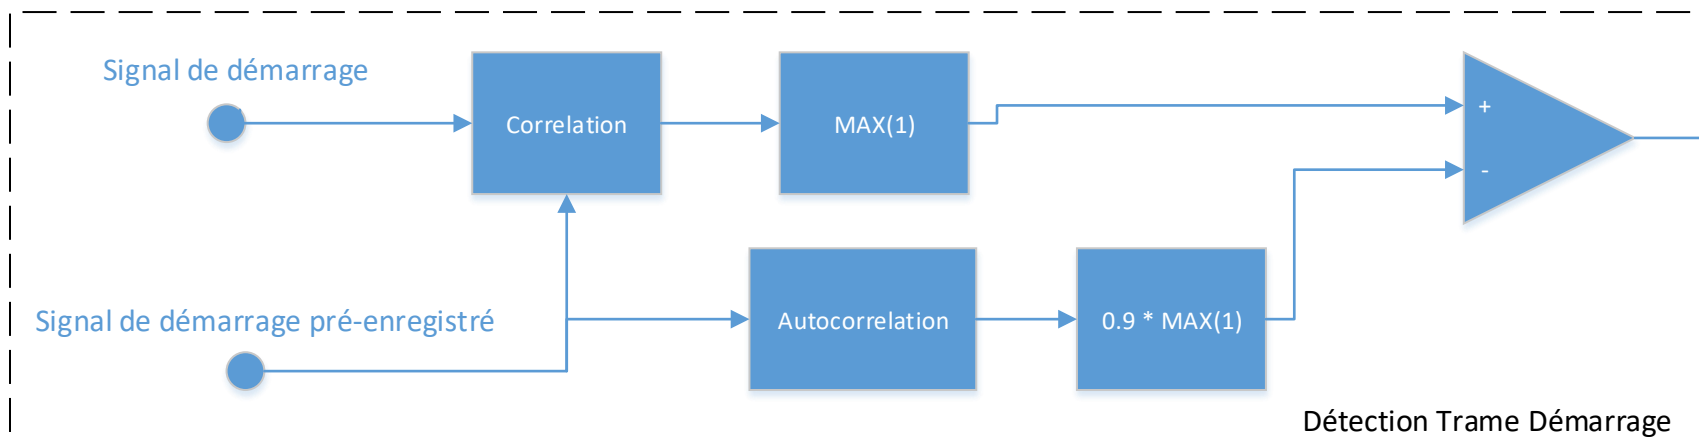 Signal de démarrage
Correlation
MAX(1)
+
-
Signal de démarrage pré-enregistré
Autocorrelation
0.9 * MAX(1)
Détection Trame Démarrage